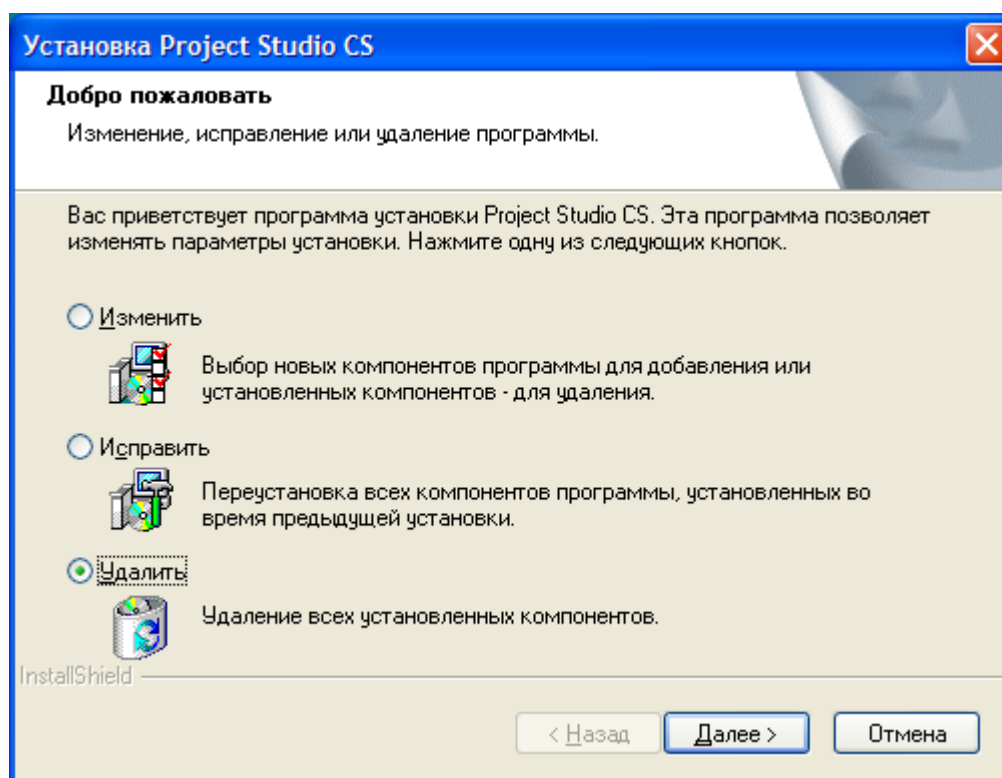 Установка Project Studio CS
Добро пожаловать
Изменение, исправление или удаление программы.
Вас приветствует программа установки Project Studio CS. Эта программа позволяет
изменять параметры установки. Нажмите одну из следующих кнопок.
Изменить
Выбор новых компонентов программы для добавления или
установленных компонентов - для удаления.
Исправить
Переустановка всех компонентов программы, установленных во
время предыдущей установки.
Удалить
Удаление всех установленных компонентов.
InstallShield
< Назад
Далее >
Отмена